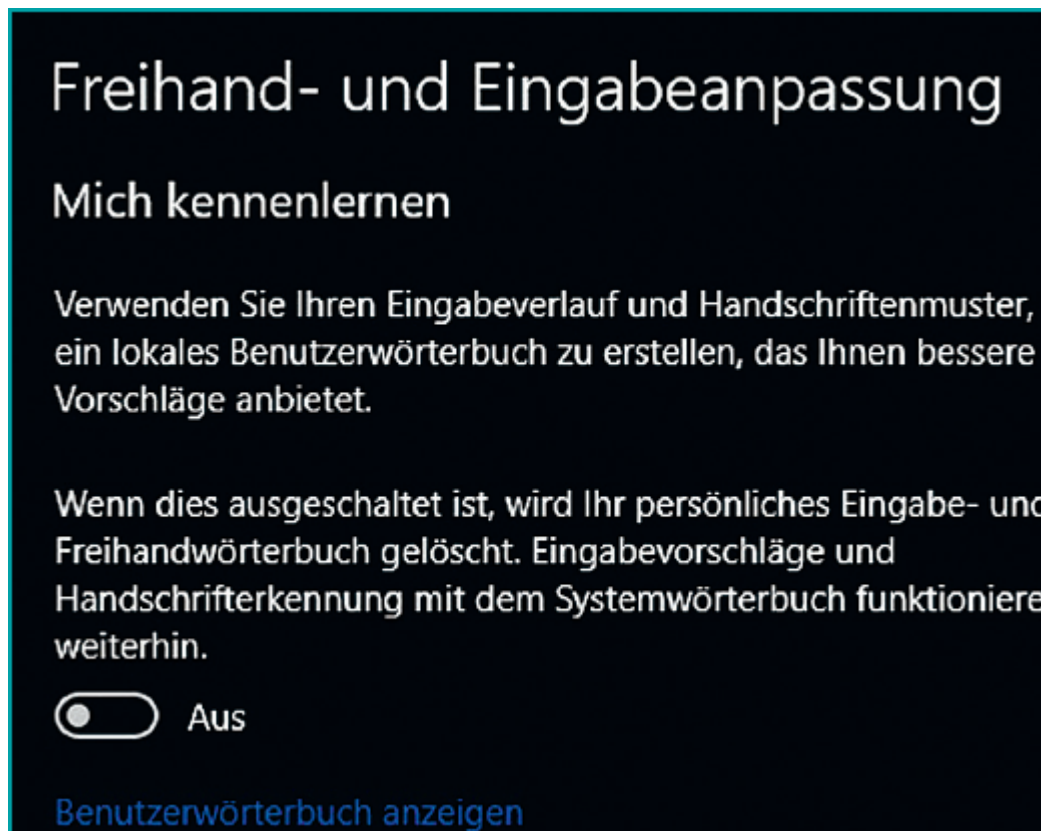 Freihand- und Eingabeanpassung
Mich kennenlernen
Verwenden Sie Ihren Eingabeverlauf und Handschriftenmuster,
ein lokales Benutzerwörterbuch zu erstellen, das Ihnen bessere
Vorschläge anbietet.
Wenn dies ausgeschaltet ist, wird Ihr persönliches Eingabe- und
Freihandwörterbuch gelöscht. Eingabevorschläge und
Handschrifterkennung mit dem Systemwörterbuch funktioniere
weiterhin.
Aus
Benutzerwörterbuch anzeigen